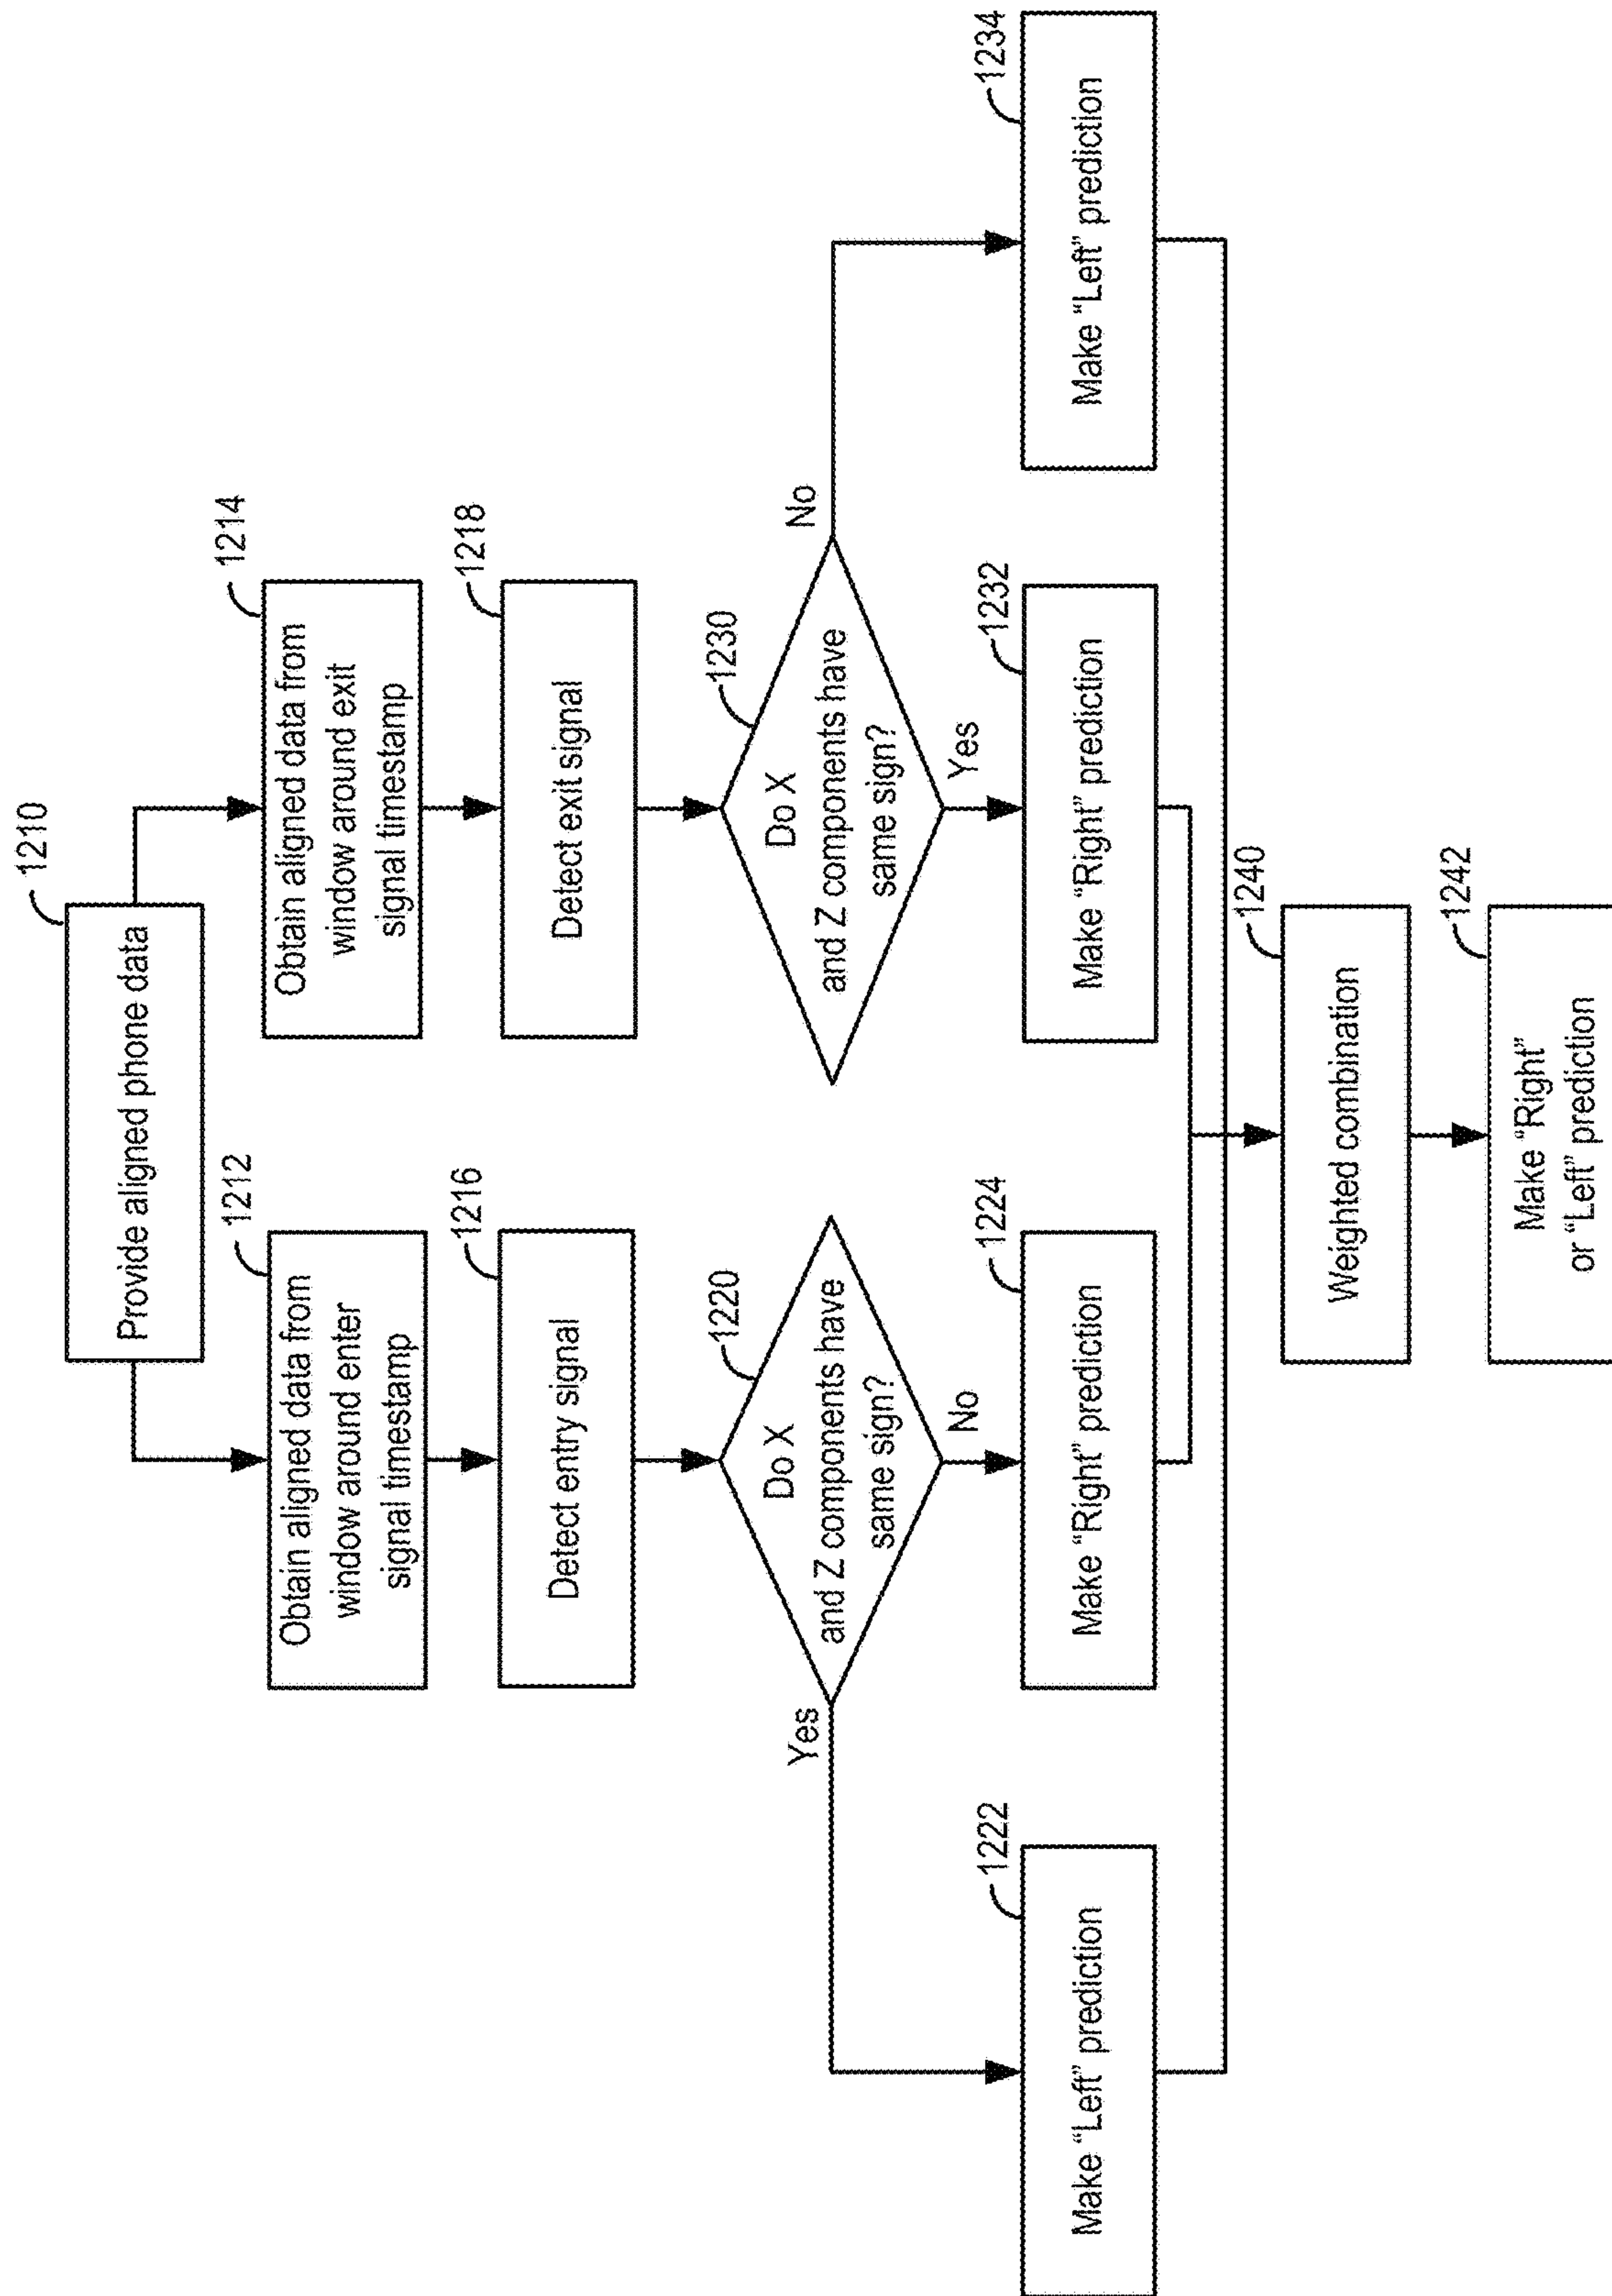 1210
Provide aligned phone data
1212
Obtain aligned data from
window around enter
signal timestamp
1214
Obtain aligned data from
window around exit
signal timestamp
1216
Detect entry signal
1218
Detect exit signal
1220
Do X
and Z components have
same sign?
Yes
No
1230
Do X
and Z components have
same sign?
Yes
No
1222
Make “Left” prediction
1224
Make “Right” prediction
1232
Make “Right” prediction
1234
Make “Left” prediction
1240
Weighted combination
1242
Make “Right”
or “Left” prediction